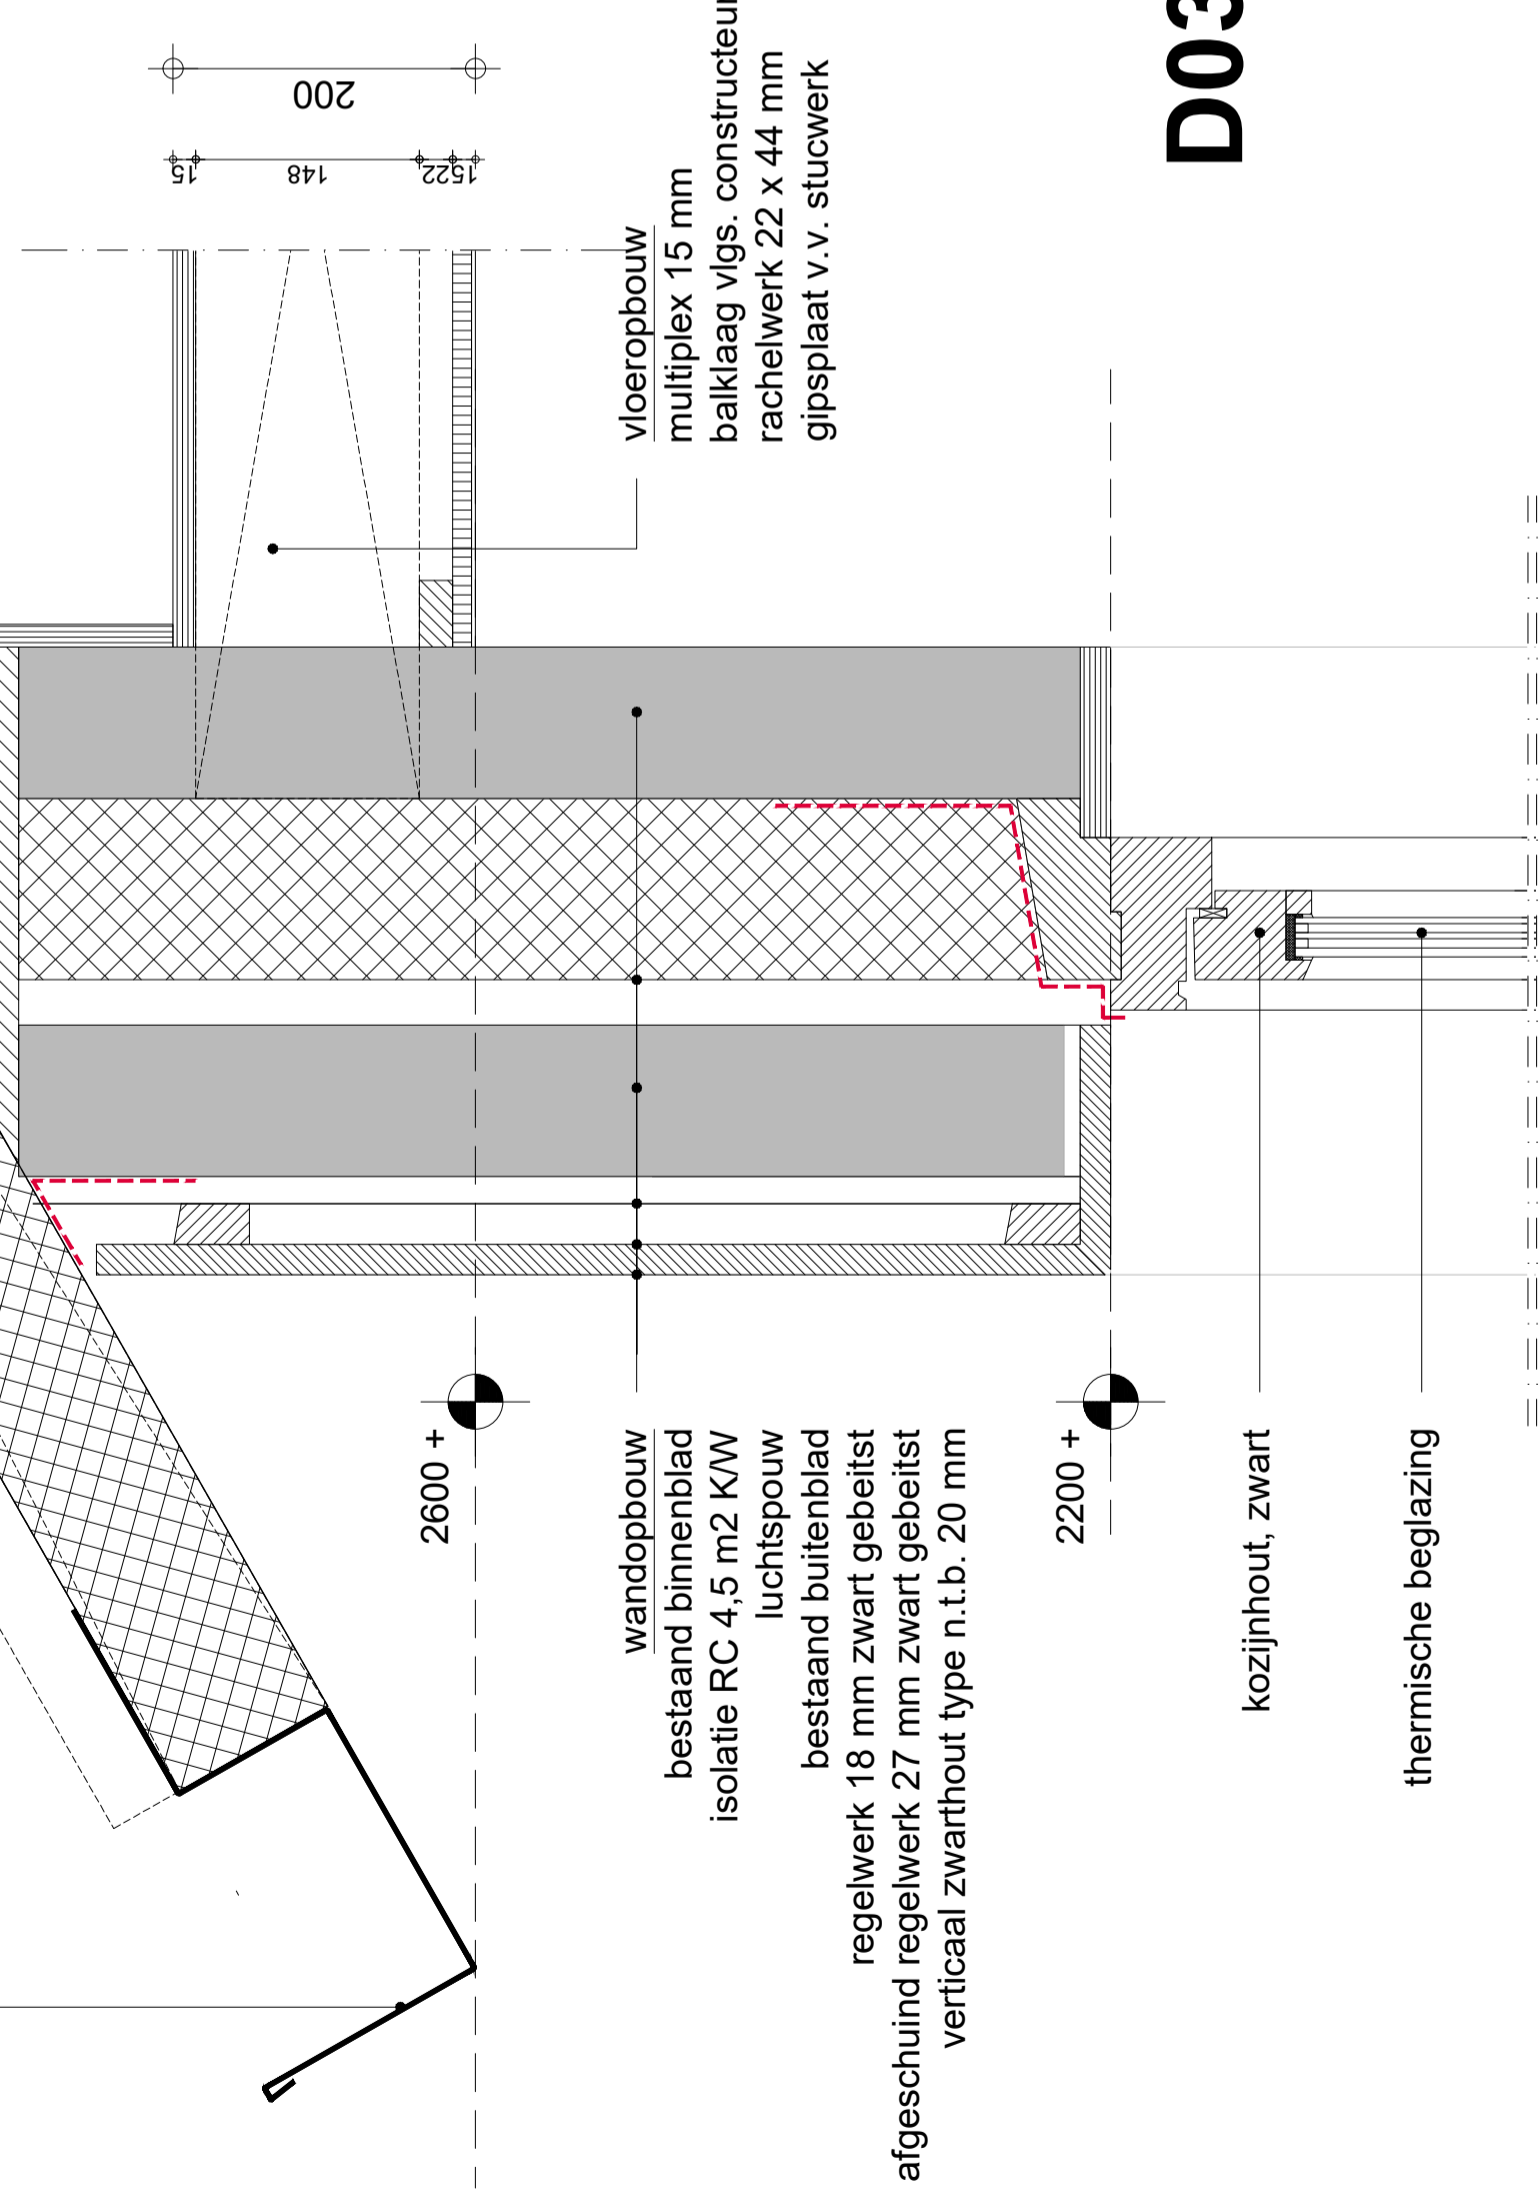 200
15
148
22
15
vloeropbouw
multiplex 15 mm
balklaag vlgs. constructeur
rachelwerk 22 x 44 mm
gipsplaat v.v. stucwerk
D03
2600 +
wandopbouw
bestaand binnenblad
isolatie RC 4,5 m2 K/W
luchtspouw
bestaand buitenblad
regelwerk 18 mm zwart gebeitst
afgeschuind regelwerk 27 mm zwart gebeitst
verticaal zwarthout type n.t.b. 20 mm
2200 +
kozijnhout, zwart
thermische beglazing